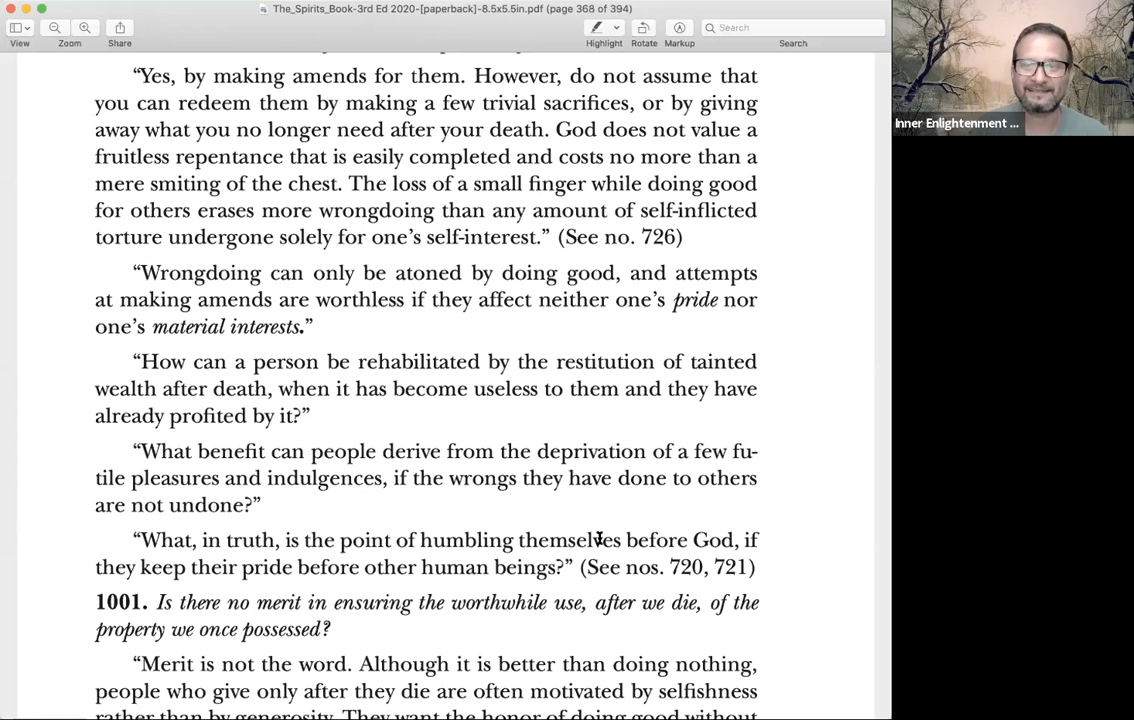 The_Spirits_Book-3rd Ed 2020-[paperback]-8.5x5.5in.pdf (page 368 of 394)
View
Zoom
Share
Highlight
Rotate
Markup
Search
Search
“Yes, by making amends for them. However, do not assume that
you can redeem them by making a few trivial sacrifices, or by giving
away what you no longer need after your death. God does not value a
fruitless repentance that is easily completed and costs no more than a
mere smiting of the chest. The loss of a small finger while doing good
for others erases more wrongdoing than any amount of self-inflicted
torture undergone solely for one’s self-interest.” (See no. 726)
“Wrongdoing can only be atoned by doing good, and attempts
at making amends are worthless if they affect neither one’s pride nor
one’s material interests.”
“How can a person be rehabilitated by the restitution of tainted
wealth after death, when it has become useless to them and they have
already profited by it?”
“What benefit can people derive from the deprivation of a few fu-
tile pleasures and indulgences, if the wrongs they have done to others
are not undone?”
“What, in truth, is the point of humbling themselves before God, if
they keep their pride before other human beings?” (See nos. 720, 721)
1001. Is there no merit in ensuring the worthwhile use, after we die, of the
property we once possessed?
“Merit is not the word. Although it is better than doing nothing,
people who give only after they die are often motivated by selfishness
rather than by generosity. They want the honor of doing good without
Inner Enlightenment ...